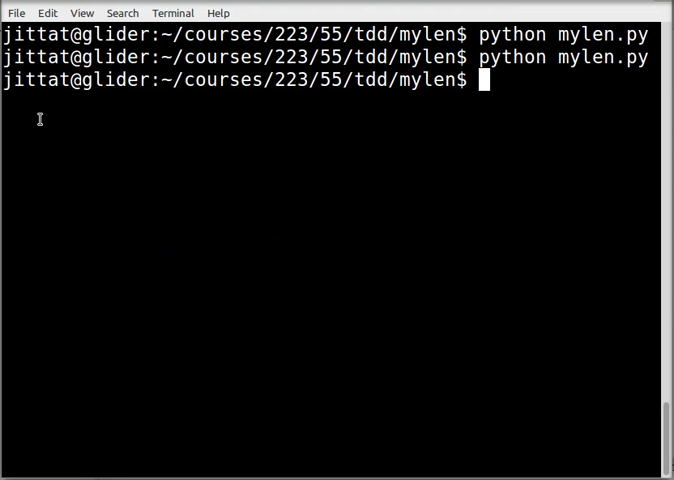 File Edit View Search Terminal Help
jittat@glider:~/courses/223/55/tdd/mylen$ python mylen.py
jittat@glider:~/courses/223/55/tdd/mylen$ python mylen.py
jittat@glider:~/courses/223/55/tdd/mylen$